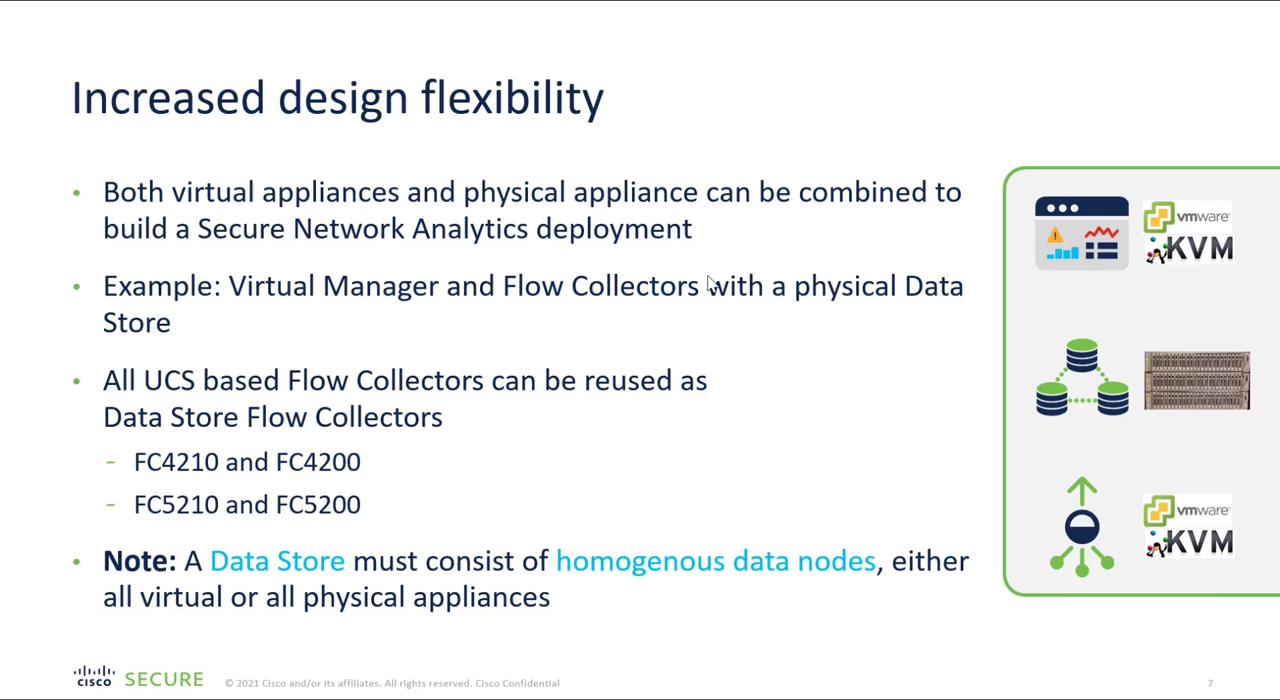 Increased design flexibility
• Both virtual appliances and physical appliance can be combined to
build a Secure Network Analytics deployment
• Example: Virtual Manager and Flow Collectors with a physical Data
Store
• All UCS based Flow Collectors can be reused as
Data Store Flow Collectors
- FC4210 and FC4200
- FC5210 and FC5200
• Note: A Data Store must consist of homogenous data nodes, either
all virtual or all physical appliances
vmware
KVM
vmware
KVM
CISCO SECURE © 2021 Cisco and/or its affiliates. All rights reserved. Cisco Confidential 7